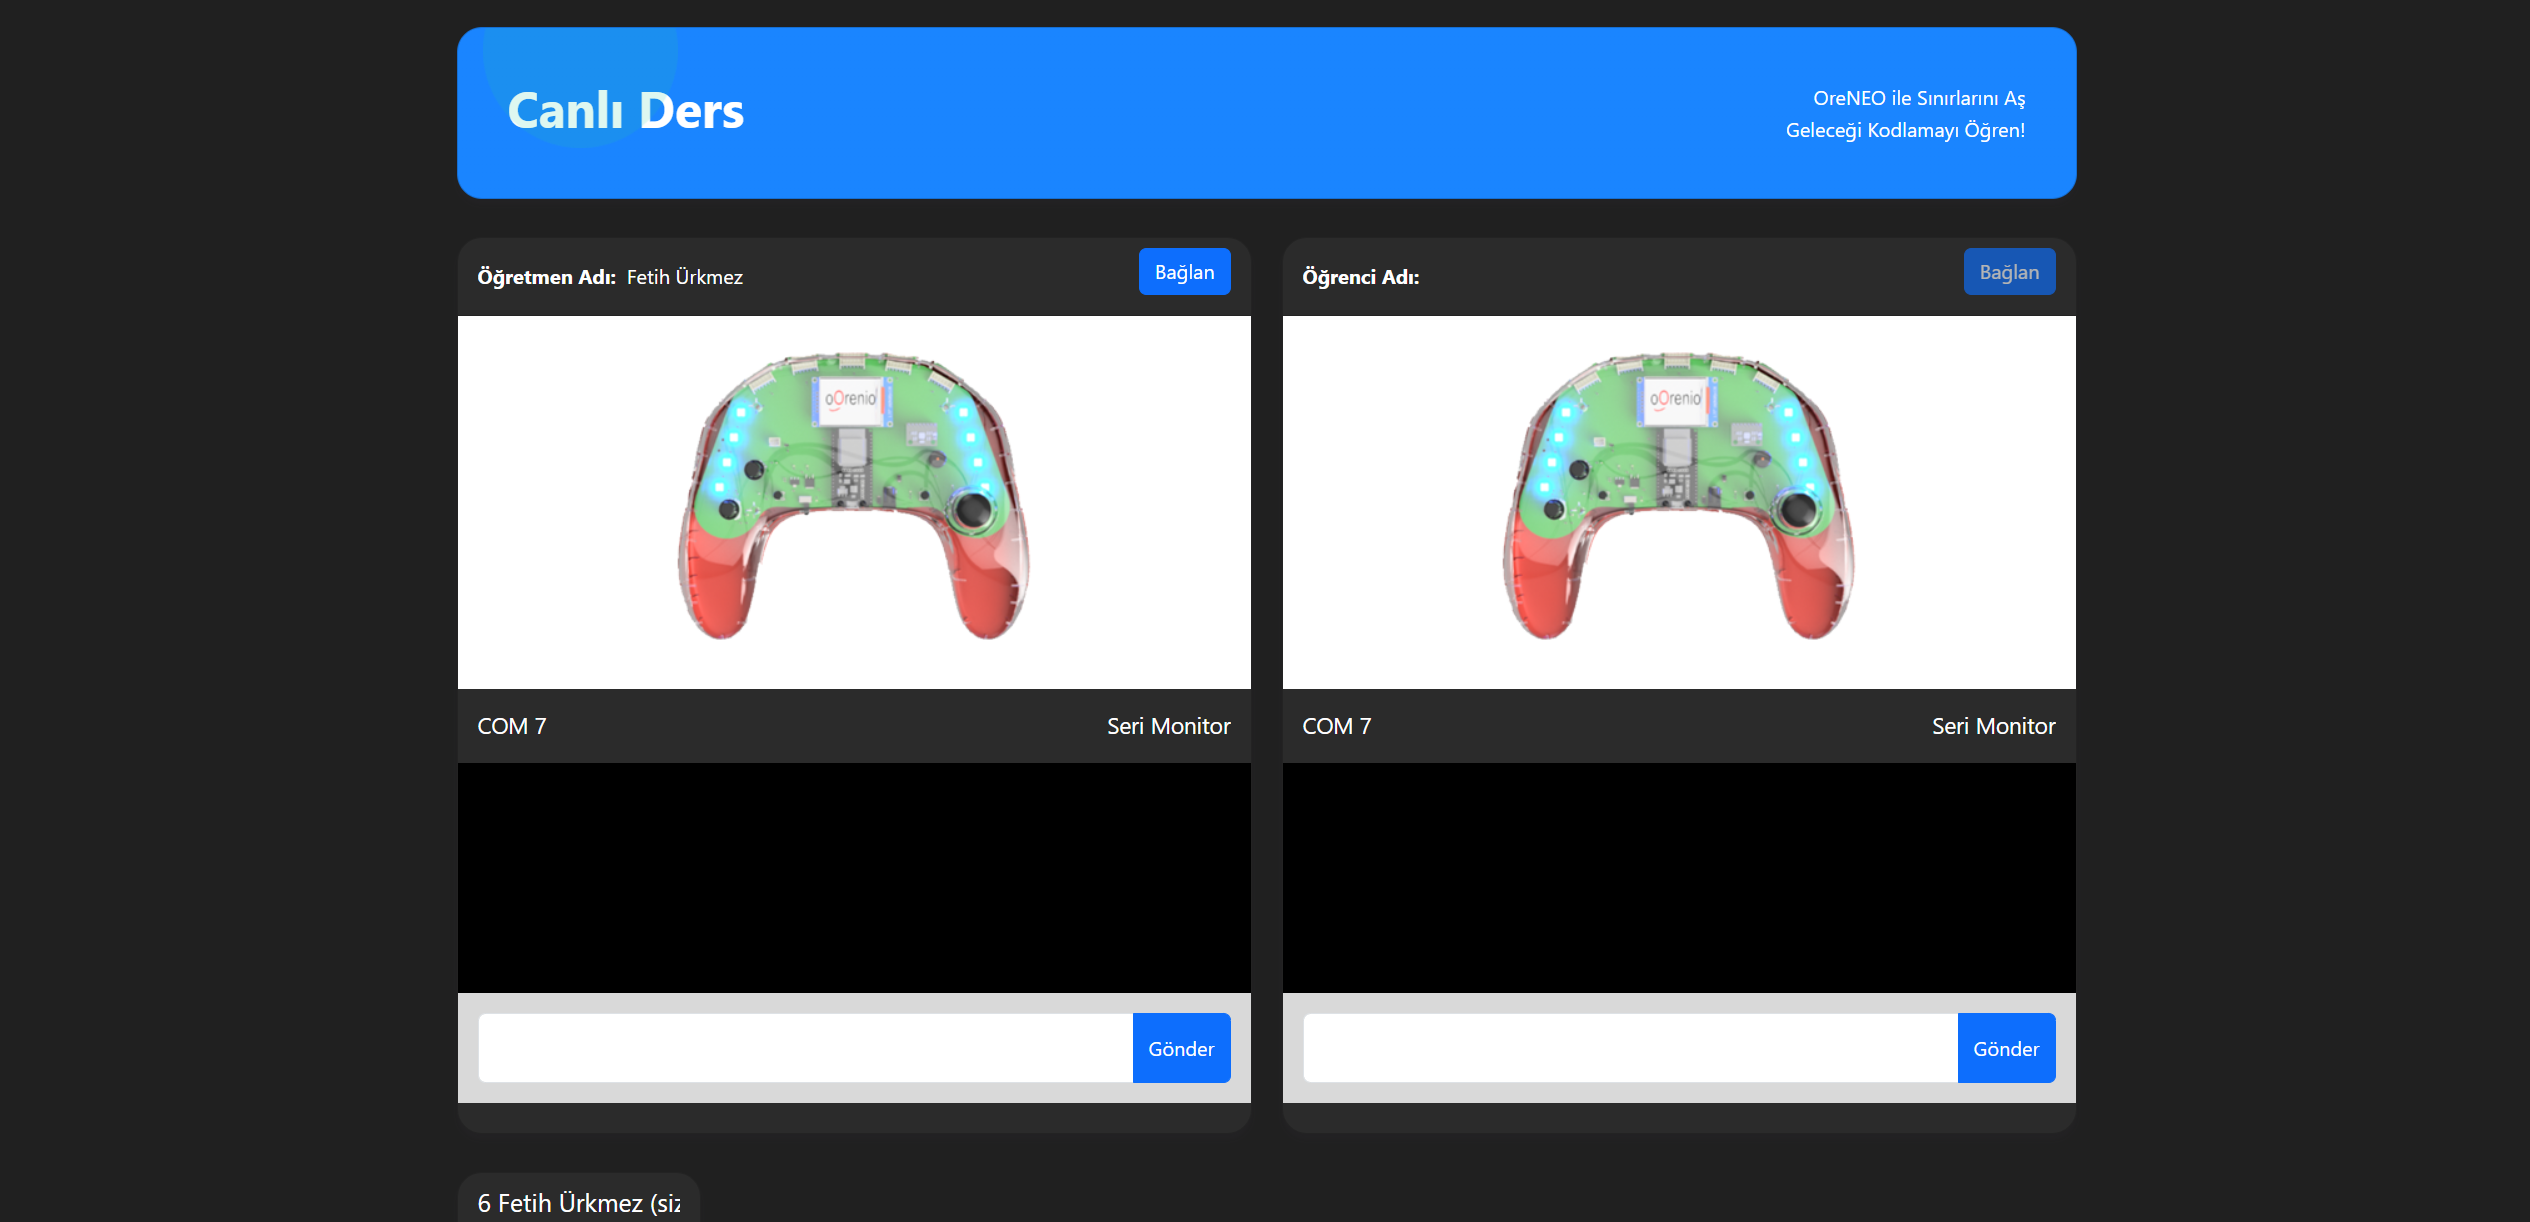 Canlı Ders
OreNEO ile Sınırlarını Aş
Geleceği Kodlamayı Öğren!
Öğretmen Adı: Fetih Ürkmez
Bağlan
oOrenio
COM 7
Seri Monitor
Gönder
Öğrenci Adı:
Bağlan
oOrenio
COM 7
Seri Monitor
Gönder
6 Fetih Ürkmez (siz